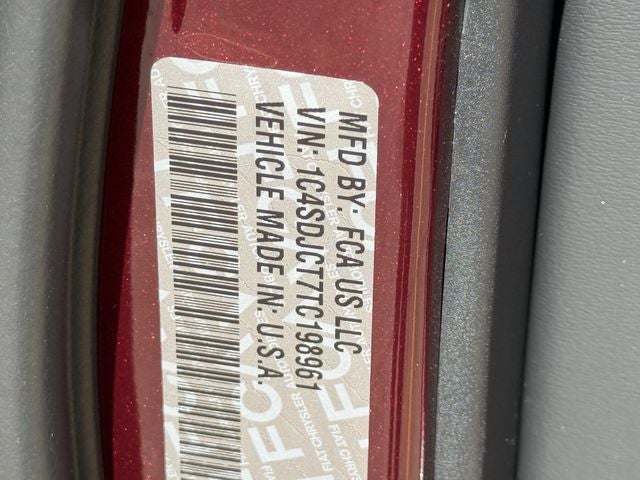 MFD BY: FCA US LLC
VIN: 1C4SDJCT7TC198961
VEHICLE MADE IN: U.S.A.